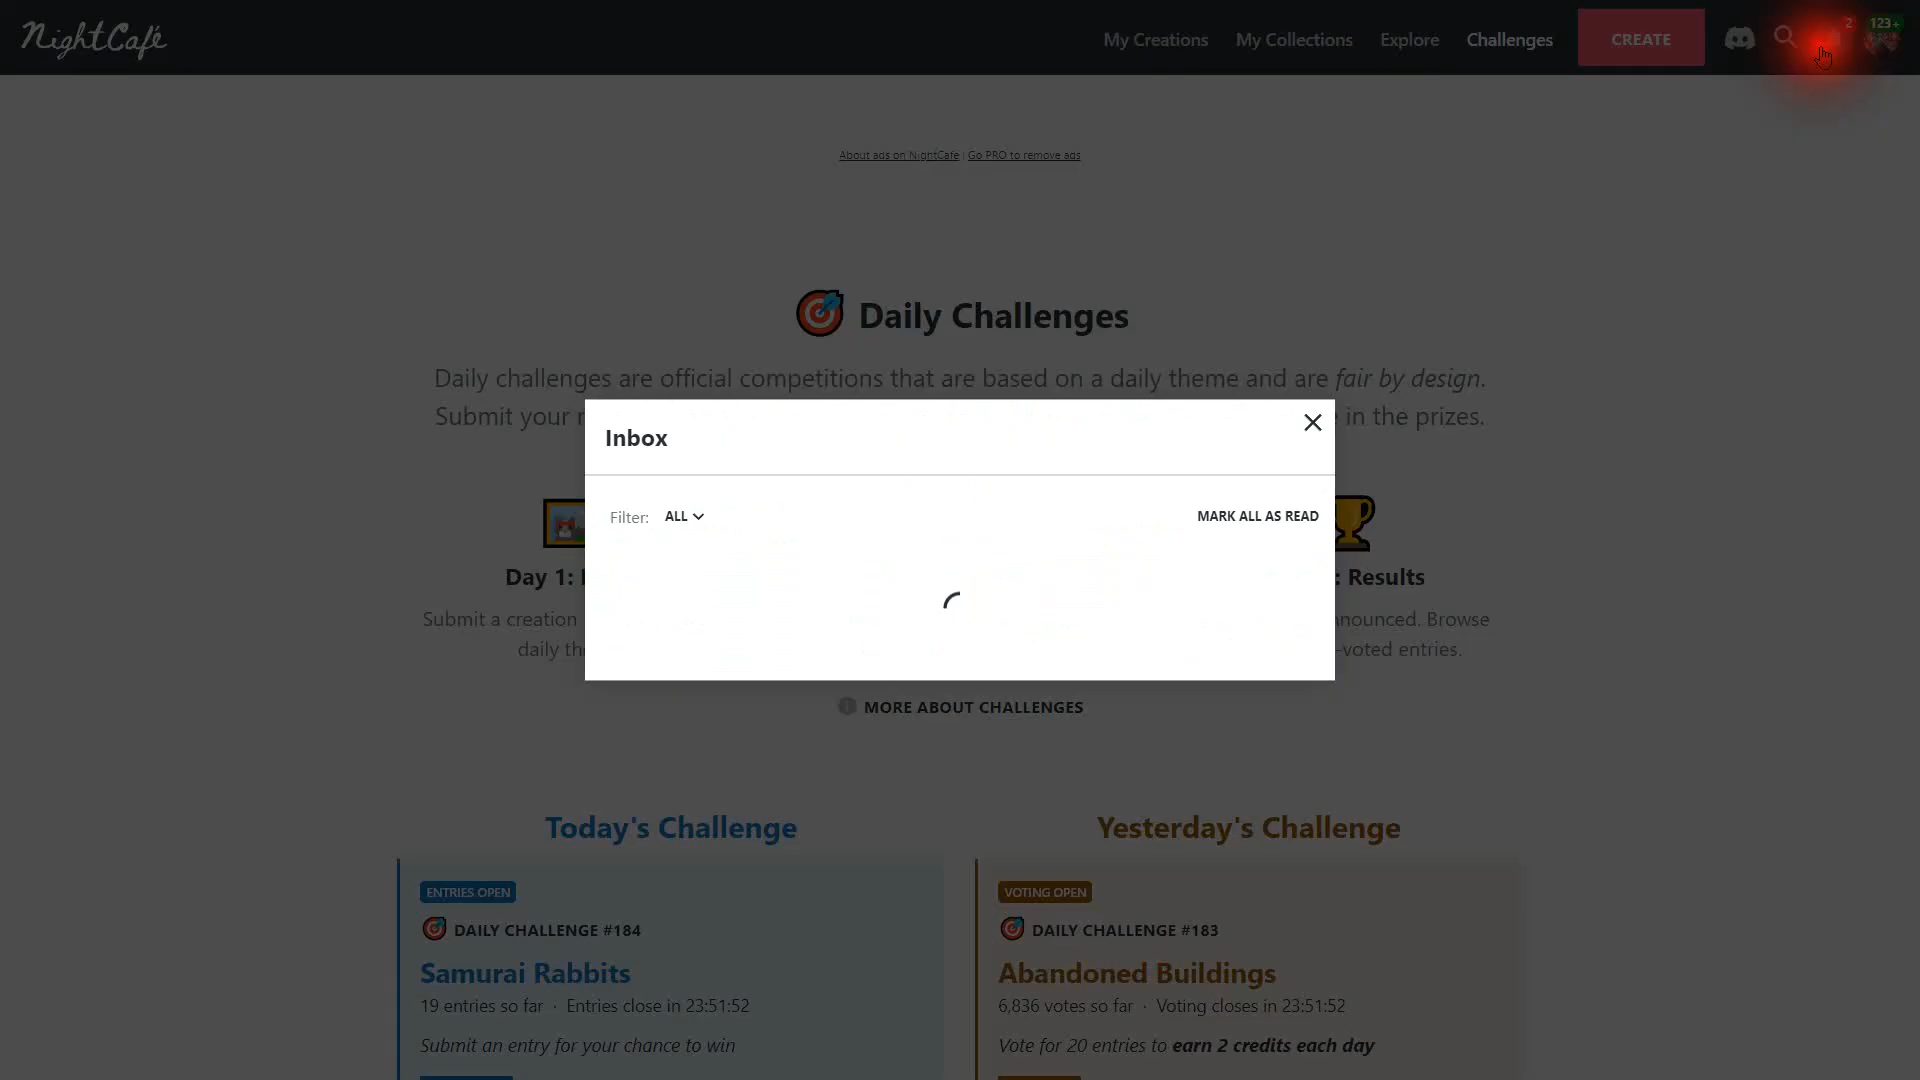 NightCafé
My Creations
My Collections
Explore
Challenges
CREATE
2
123+
About ads on NightCafe | Go PRO to remove ads
Daily Challenges
Daily challenges are official competitions that are based on a daily theme and are fair by design.
Submit your
in the prizes.
Inbox
Filter: ALL
MARK ALL AS READ
Day 1:
: Results
Submit a creation
nounced. Browse
daily th
-voted entries.
MORE ABOUT CHALLENGES
Today's Challenge
Yesterday's Challenge
ENTRIES OPEN
VOTING OPEN
DAILY CHALLENGE #184
DAILY CHALLENGE #183
Samurai Rabbits
Abandoned Buildings
19 entries so far · Entries close in 23:51:52
6,836 votes so far · Voting closes in 23:51:52
Submit an entry for your chance to win
Vote for 20 entries to earn 2 credits each day